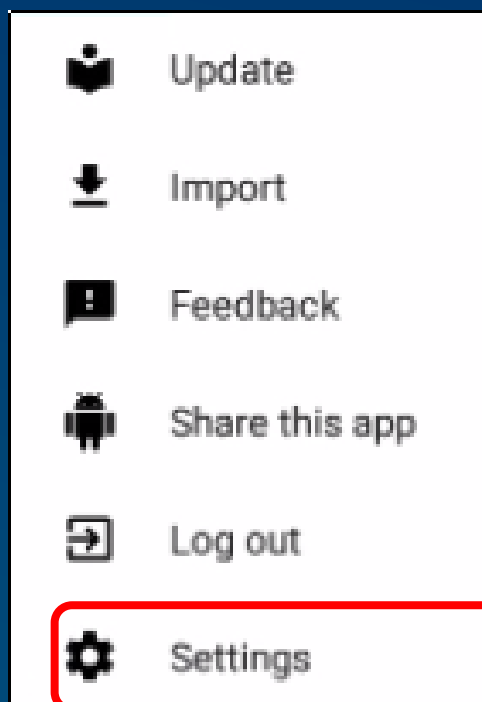 Update
Import
Feedback
Share this app
Log out
Settings